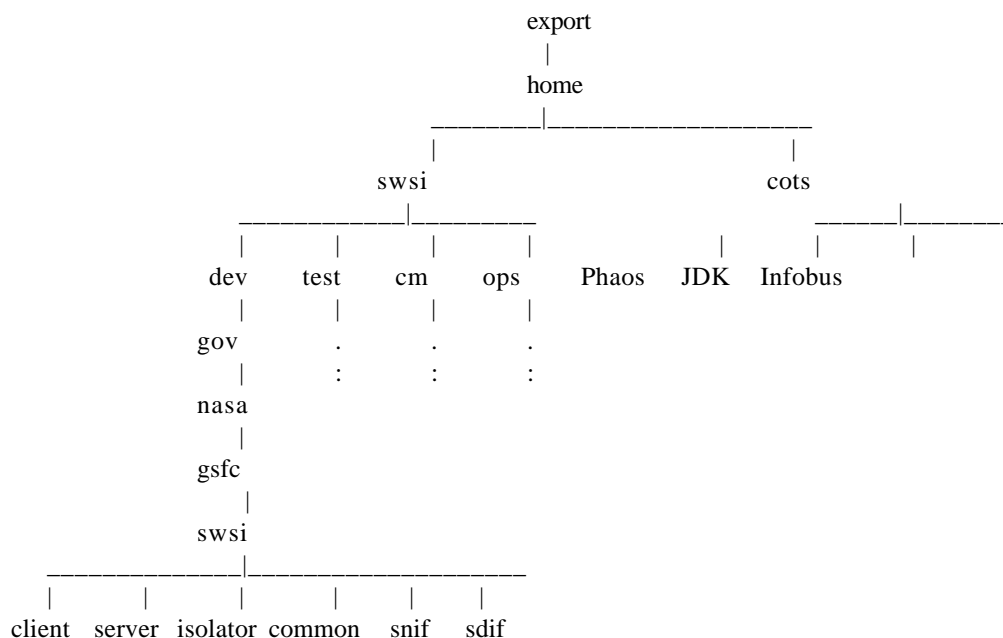 export
home
swsi cots
dev test cm ops Phaos JDK Infobus
gov . . .
: : :
nasa
gsfc
swsi
client server isolator common snif sdif